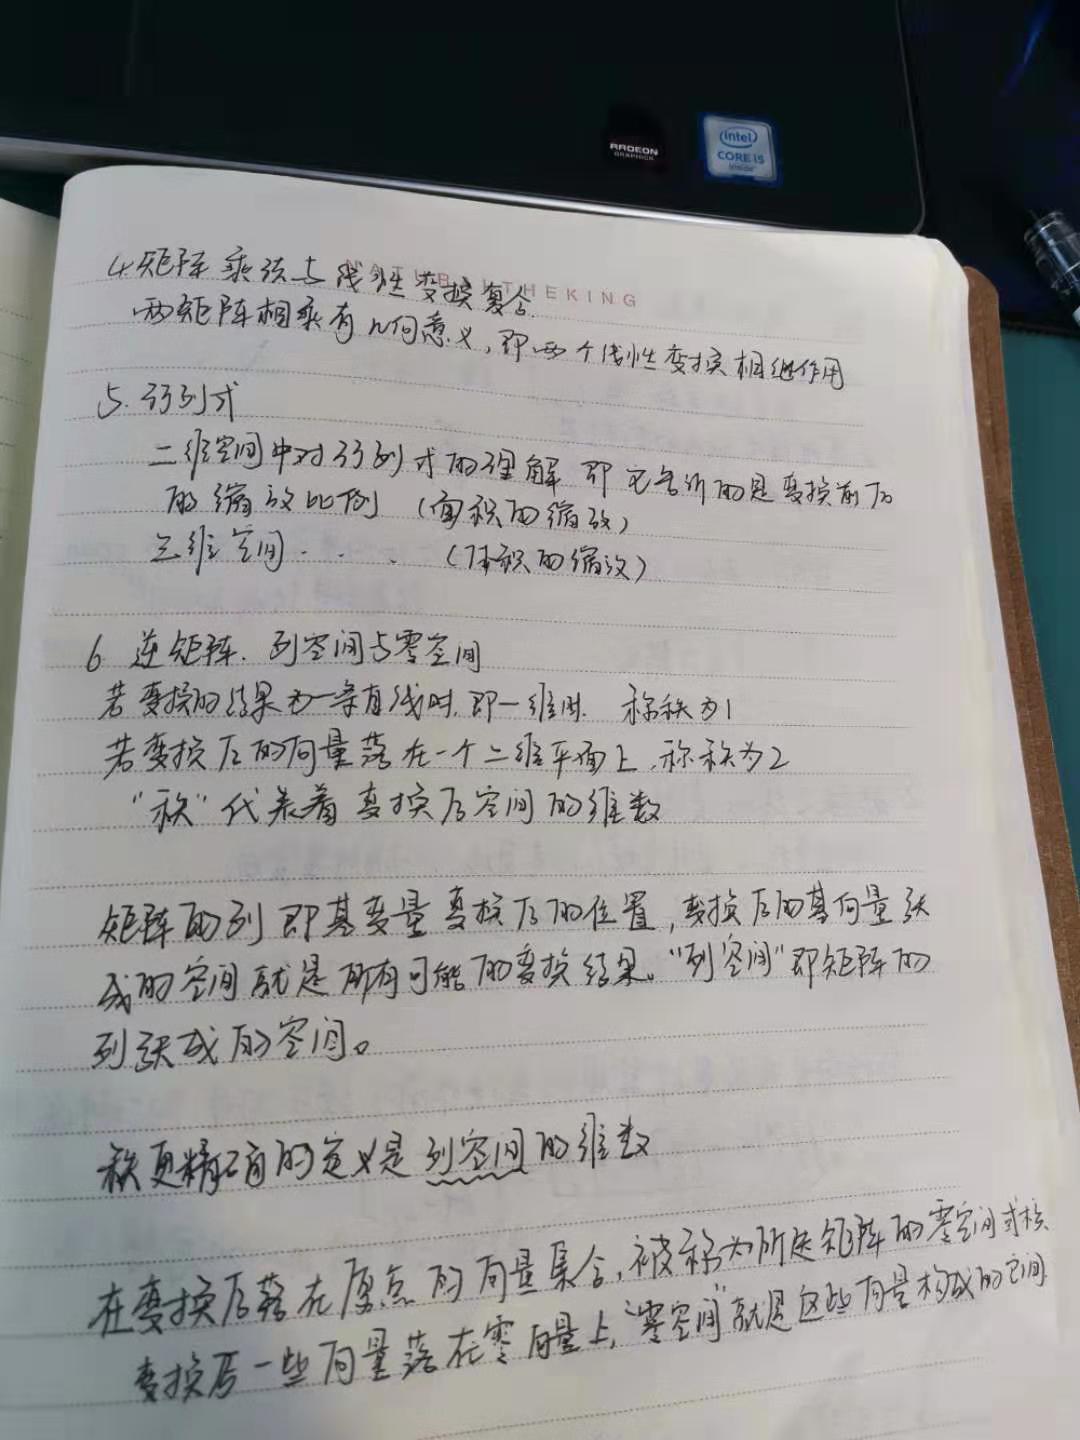 RADEON
GRAPHICS
intel
CORE i5
inside
THEKING
4.矩阵乘法与线性变换复合.
两矩阵相乘有几何意义,即两个线性变换相继作用
5.行列式
二维空间中对行列式的理解 即它告诉的是变换前后
的缩放比例 (面积的缩放)
三维空间 . . . (体积的缩放)
6 逆矩阵.列空间与零空间
若变换的结果为一条直线时.即一维时. 称秩为1
若变换后的向量落在一个二维平面上,称秩为2
“秩”代表着变换后空间的维数
矩阵的列即基变量变换后的位置,变换后的基向量张
成的空间就是所有可能的变换结果。“列空间”即矩阵的
列张成的空间。
秩更精确的定义是列空间的维数
在变换后落在原点的向量集合,被称为所述矩阵的零空间或核.
变换后一些向量落在零向量上,“零空间”就是这些向量构成的空间